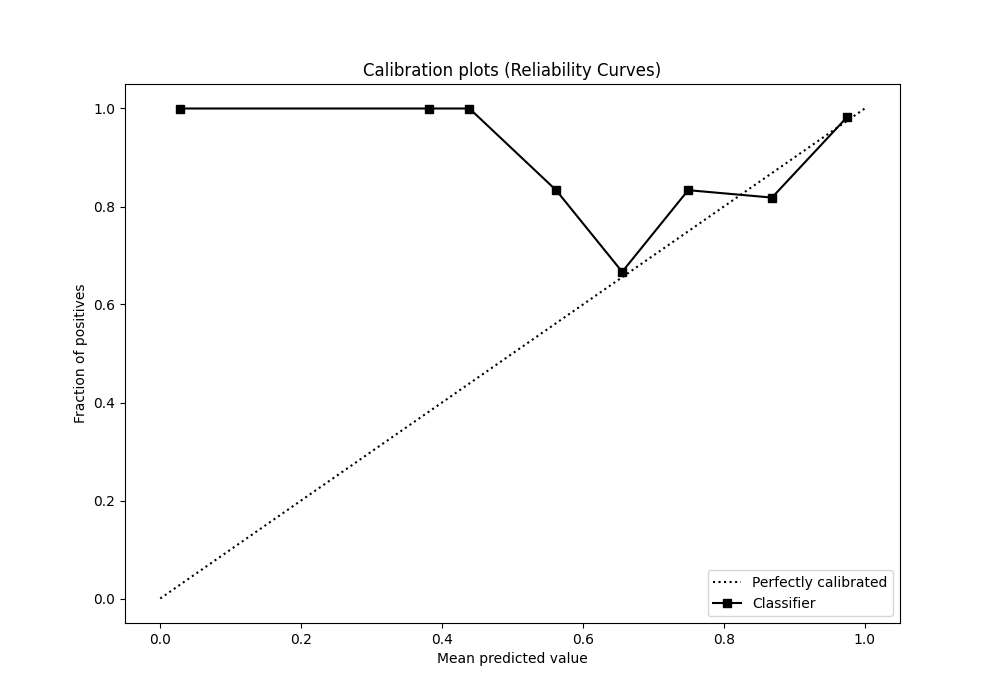 Calibration plots (Reliability Curves)
1.0
0.8
0.6
0.4
0.2
0.0
Fraction of positives
0.0 0.2 0.4 0.6 0.8 1.0
Mean predicted value
Perfectly calibrated
Classifier